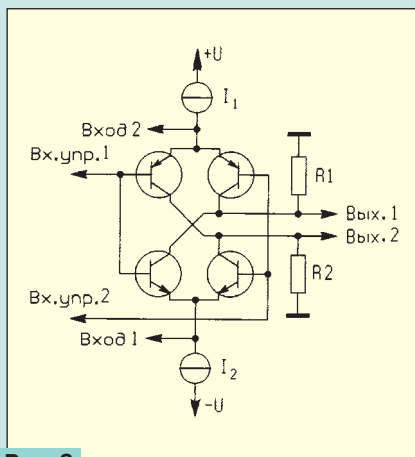 +U
I₁
Вход 2
Вх.упр.1
R1
Вых.1
Вых.2
R2
Вх.упр.2
Вход 1
I₂
-U